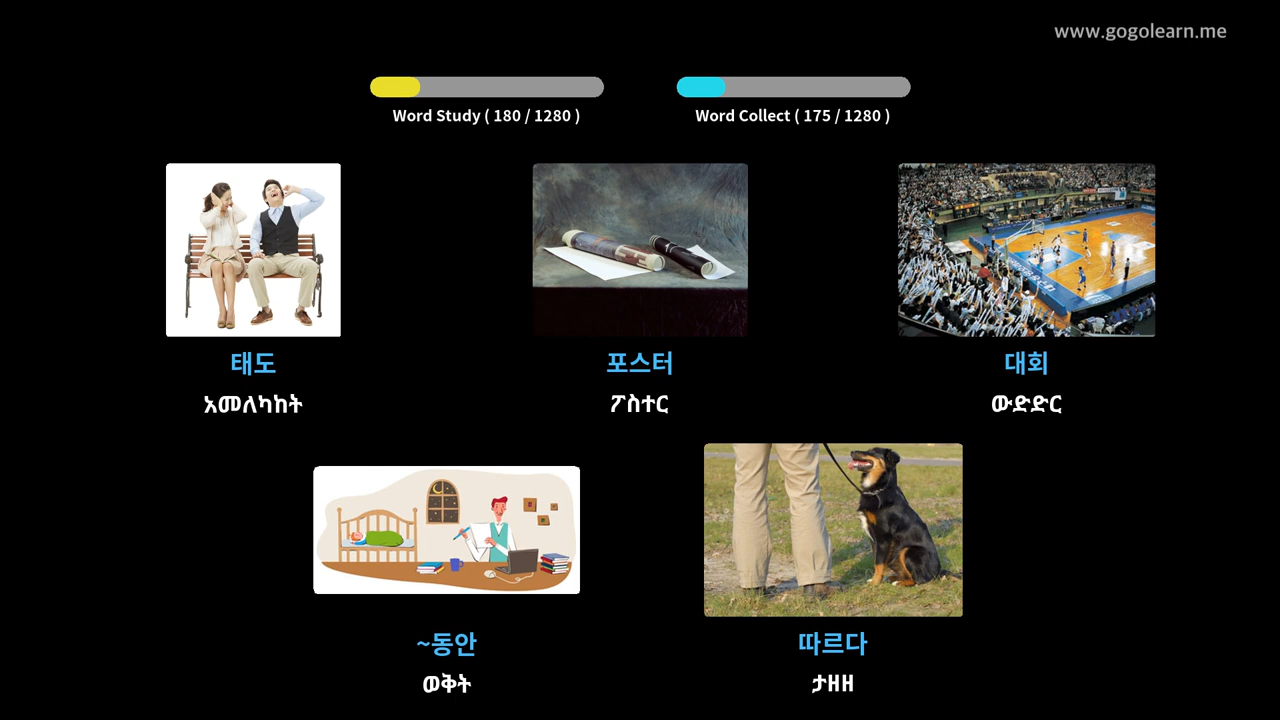 www.gogolearn.me
Word Study ( 180 / 1280 )
Word Collect ( 175 / 1280 )
태도
포스터
대회
አመለካከት
ፖስተር
ውድድር
~동안
따르다
ወቅት
ታዘዘ